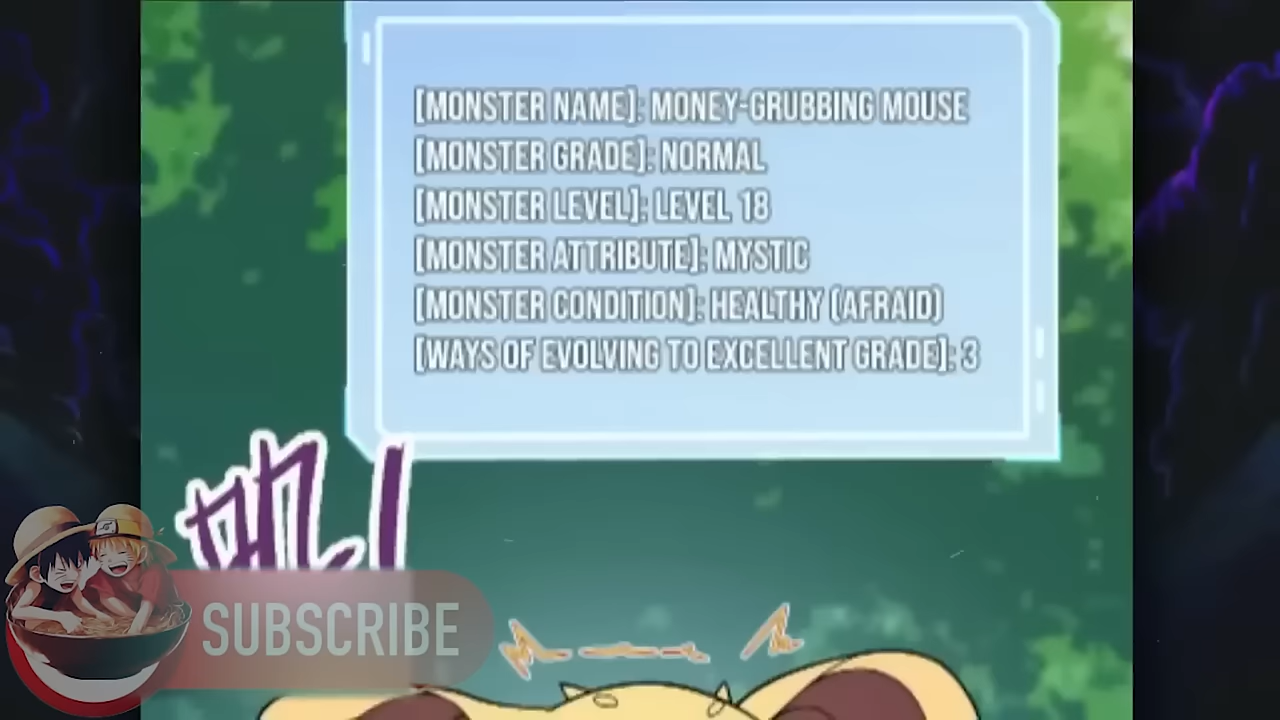 [MONSTER NAME]: MONEY-GRUBBING MOUSE
[MONSTER GRADE]: NORMAL
[MONSTER LEVEL]: LEVEL 18
[MONSTER ATTRIBUTE]: MYSTIC
[MONSTER CONDITION]: HEALTHY (AFRAID)
[WAYS OF EVOLVING TO EXCELLENT GRADE]: 3
SUBSCRIBE